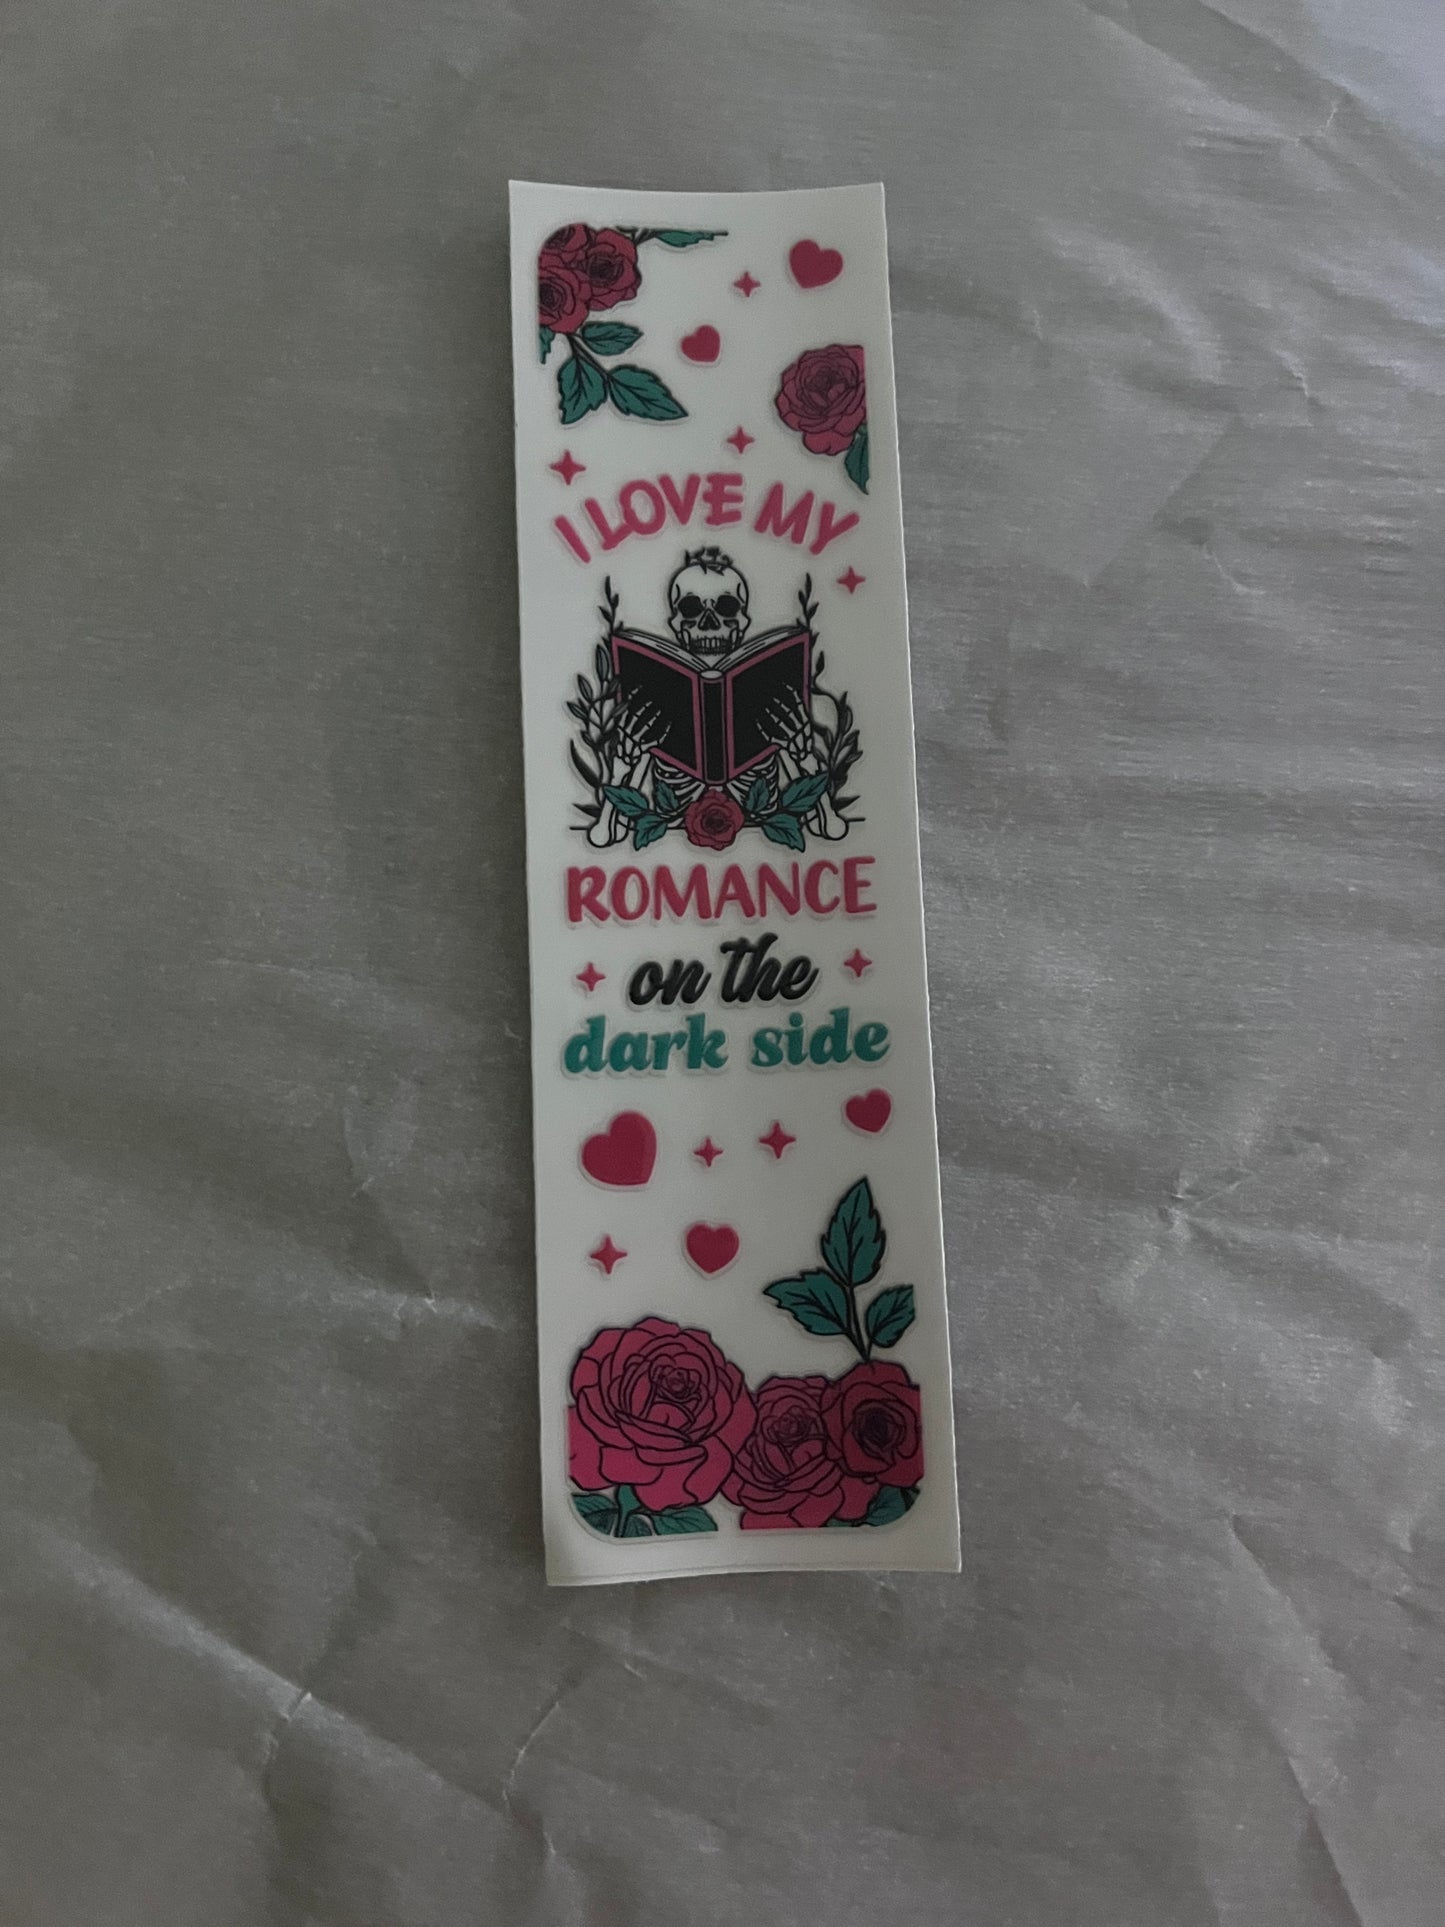 I LOVE MY
ROMANCE
on the
dark side